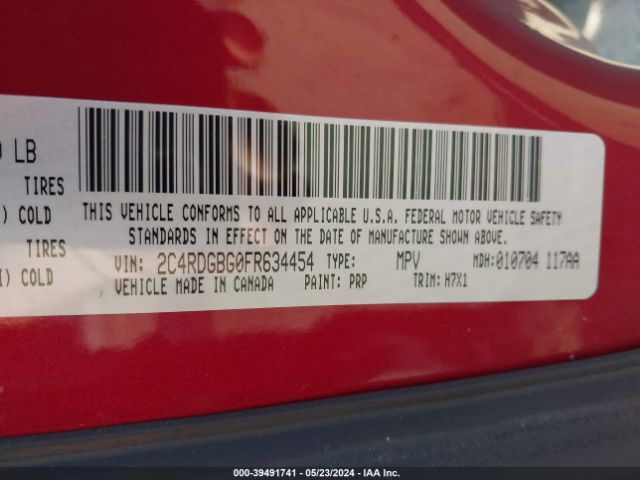 LB
TIRES
) COLD
TIRES
) COLD
THIS VEHICLE CONFORMS TO ALL APPLICABLE U.S.A. FEDERAL MOTOR VEHICLE SAFETY
STANDARDS IN EFFECT ON THE DATE OF MANUFACTURE SHOWN ABOVE.
VIN: 2C4RDGBG0FR634454 TYPE: MPV MDH:010704 117AA
VEHICLE MADE IN CANADA PAINT: PRP TRIM: H7X1
000-39491741 - 05/23/2024 - IAA Inc.